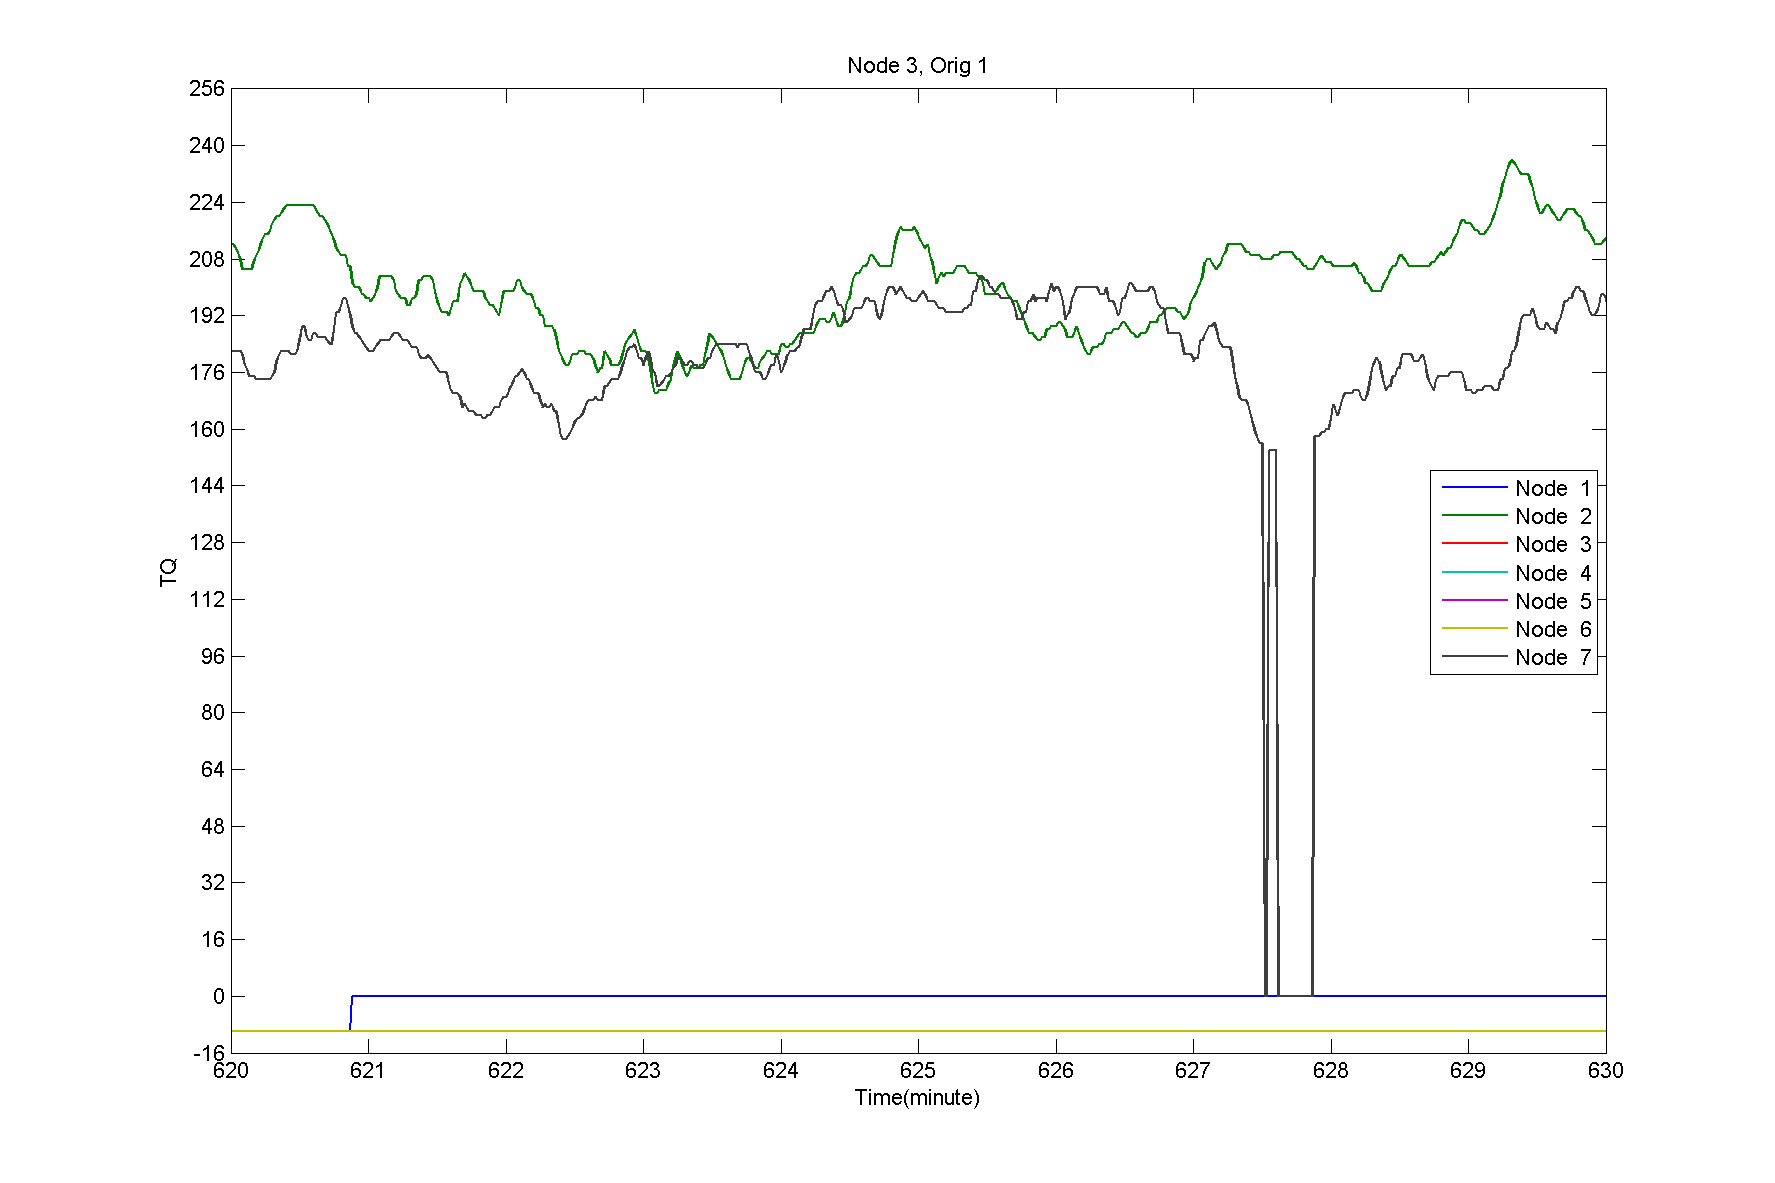 Node 3, Orig 1
256
240
224
208
192
176
160
144
128
112
96
80
64
48
32
16
0
-16
TQ
Node 1
Node 2
Node 3
Node 4
Node 5
Node 6
Node 7
620 621 622 623 624 625 626 627 628 629 630
Time(minute)